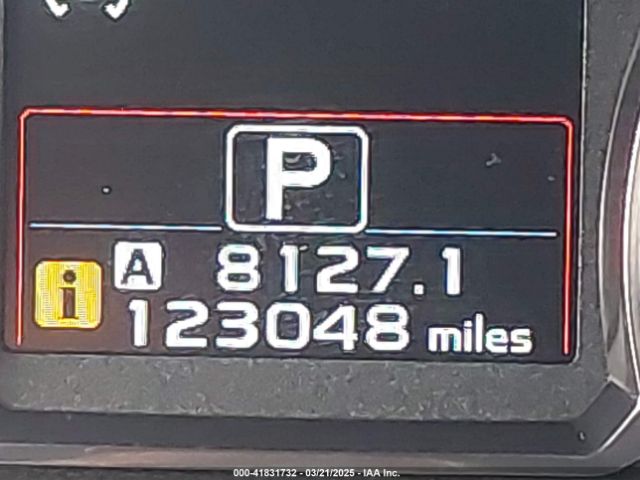 P
A 8127.1
i 123048 miles
000-41831732 - 03/21/2025 - IAA Inc.